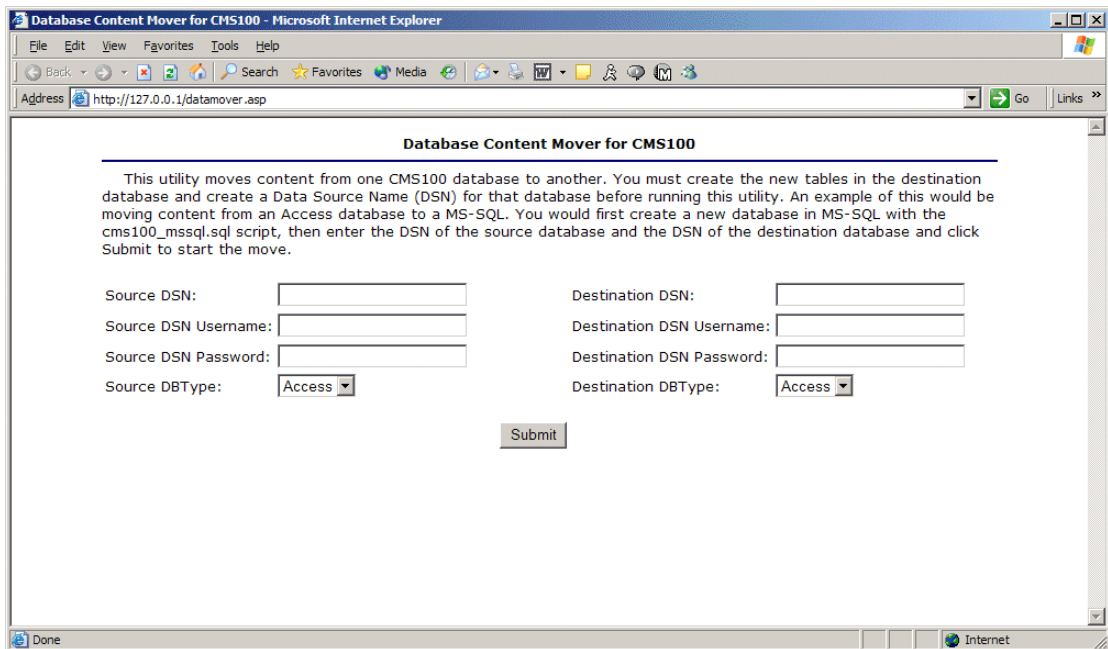 Database Content Mover for CMS100 - Microsoft Internet Explorer
File Edit View Favorites Tools Help
Back Search Favorites Media
Address http://127.0.0.1/datamover.asp Go Links »
Database Content Mover for CMS100
This utility moves content from one CMS100 database to another. You must create the new tables in the destination
database and create a Data Source Name (DSN) for that database before running this utility. An example of this would be
moving content from an Access database to a MS-SQL. You would first create a new database in MS-SQL with the
cms100_mssql.sql script, then enter the DSN of the source database and the DSN of the destination database and click
Submit to start the move.
Source DSN: Destination DSN:
Source DSN Username: Destination DSN Username:
Source DSN Password: Destination DSN Password:
Source DBType: Access Destination DBType: Access
Submit
Done Internet